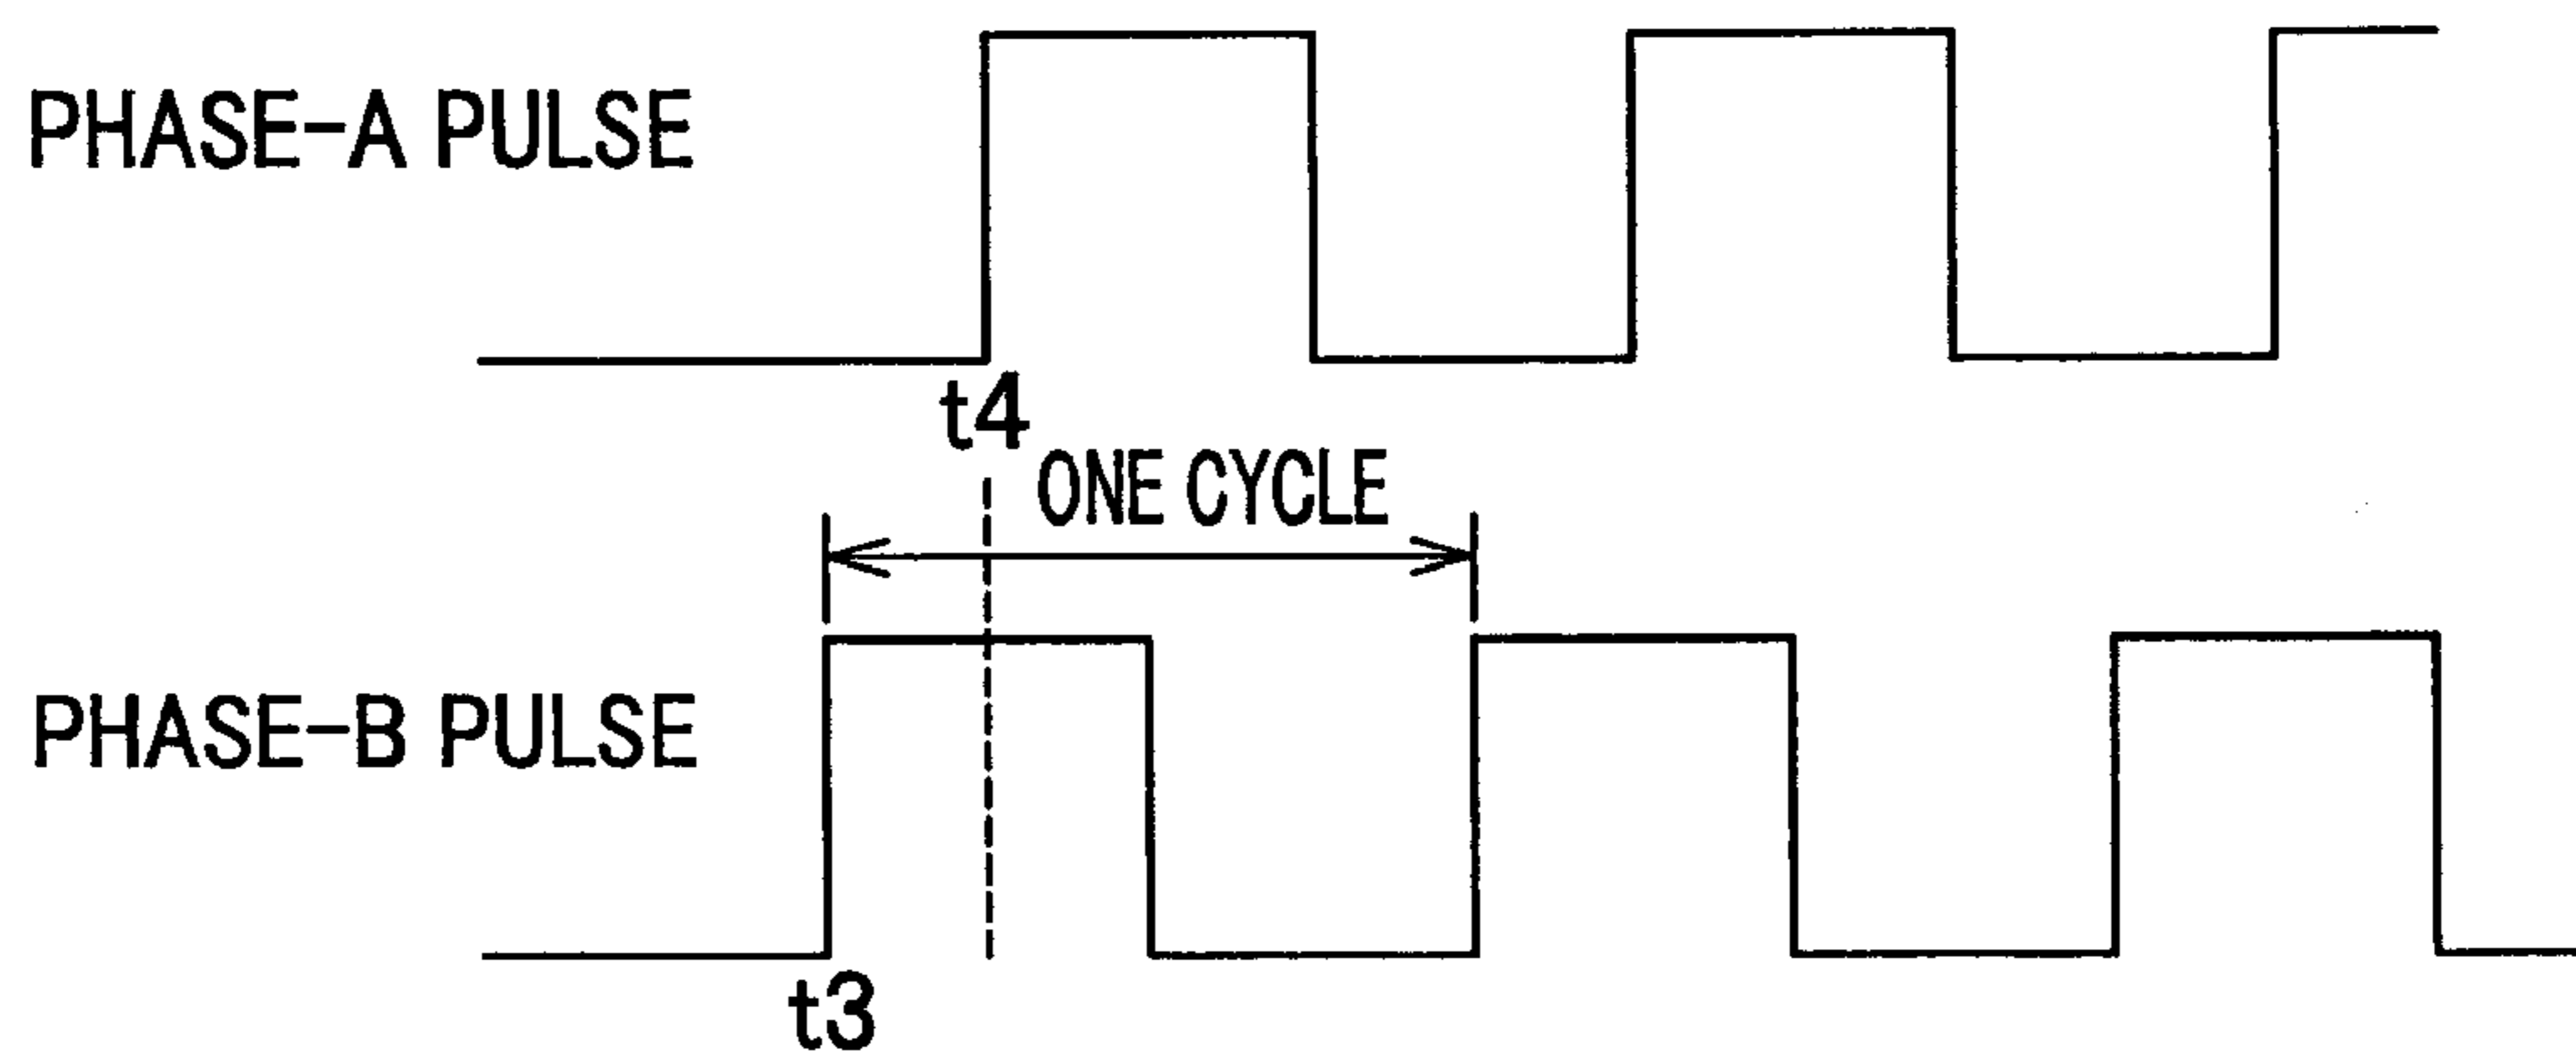 PHASE-A PULSE
t4
ONE CYCLE
PHASE-B PULSE
t3